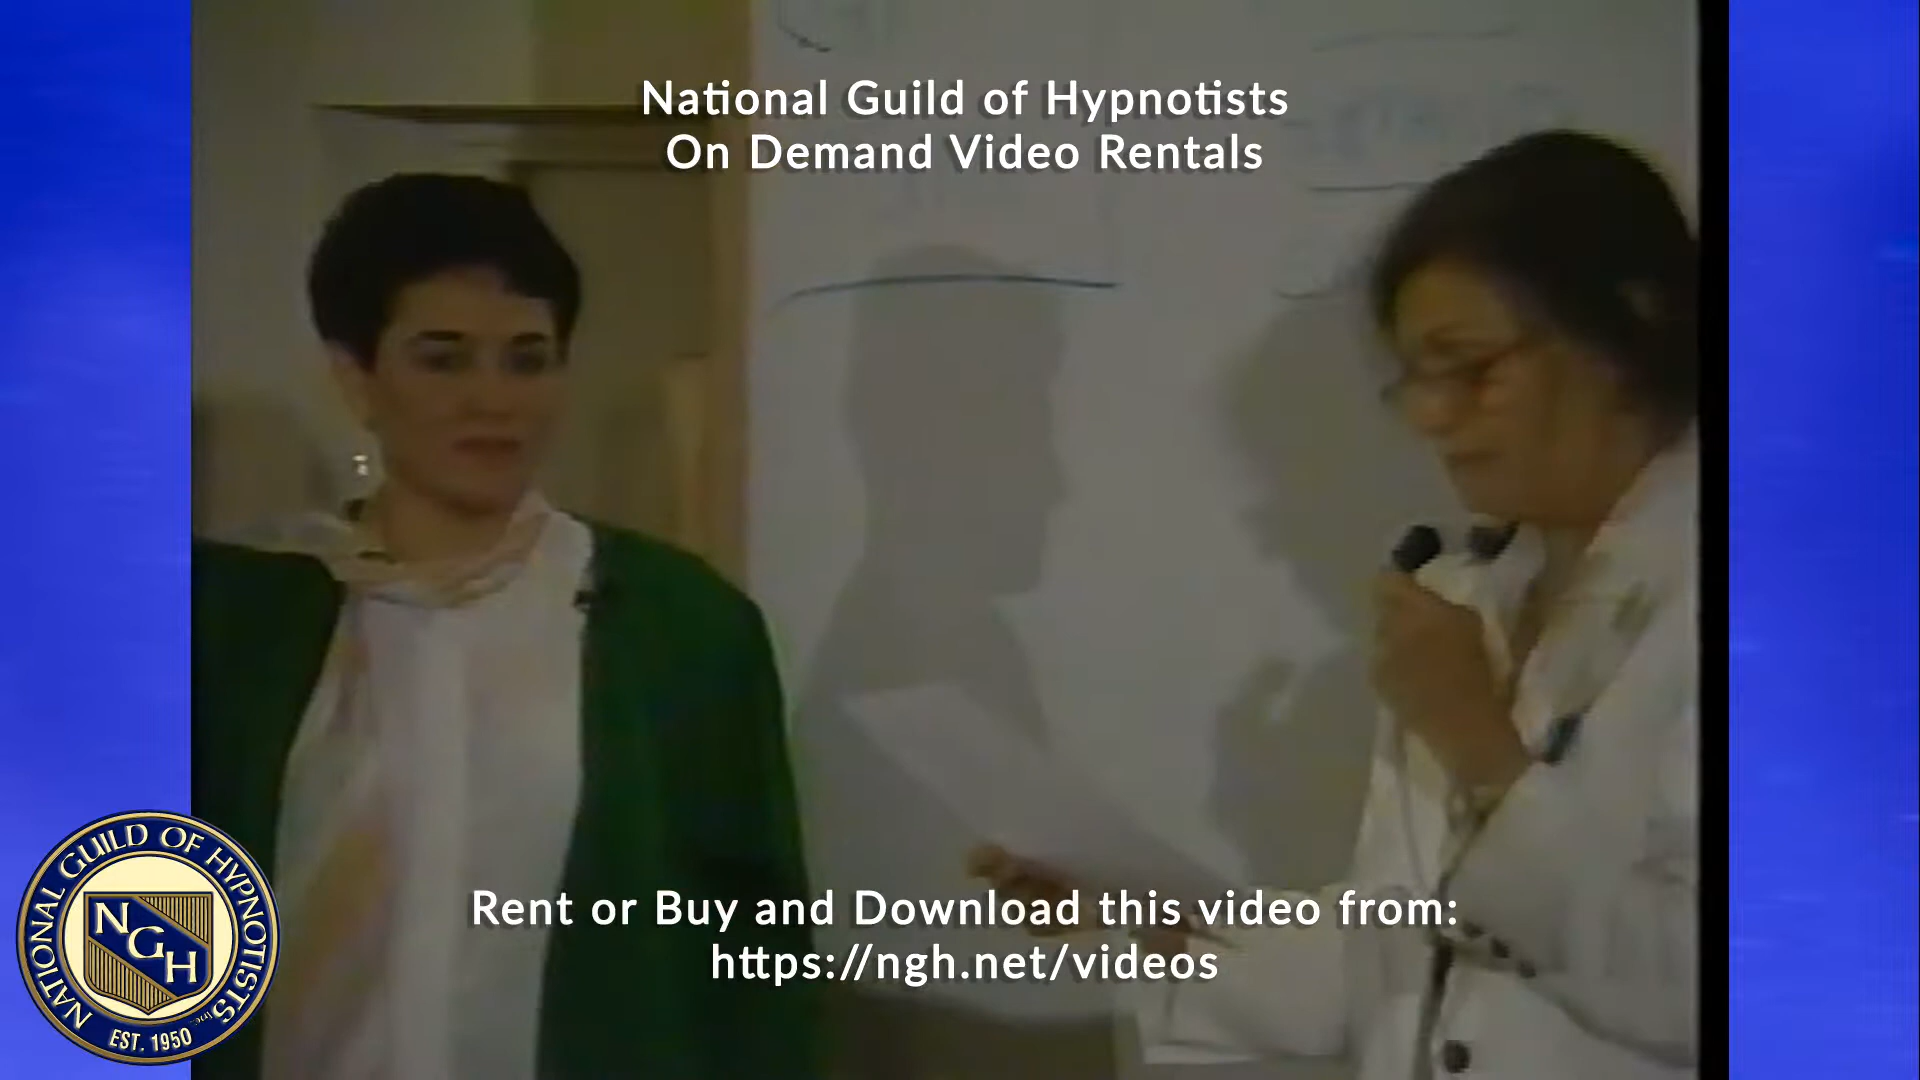 National Guild of Hypnotists
On Demand Video Rentals
Rent or Buy and Download this video from:
https://ngh.net/videos
NATIONAL GUILD OF HYPNOTISTS, Inc.
NGH
EST. 1950